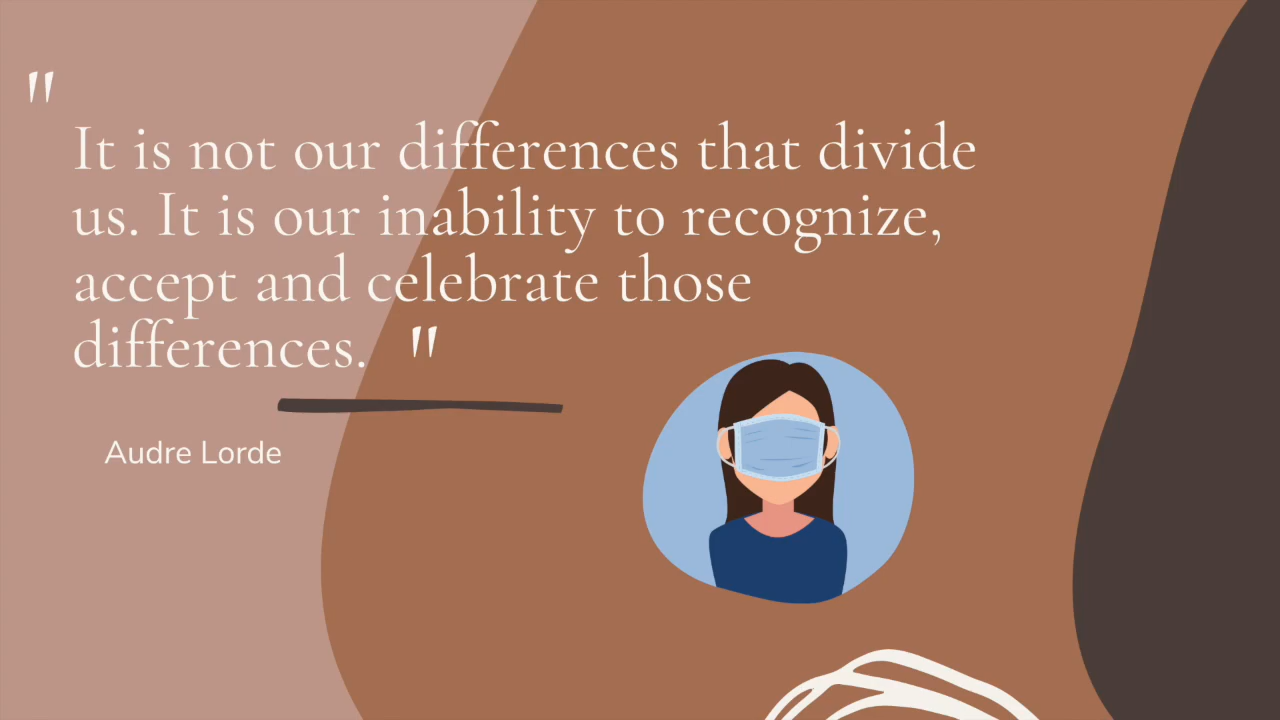 "
It is not our differences that divide
us. It is our inability to recognize,
accept and celebrate those
differences. "
Audre Lorde